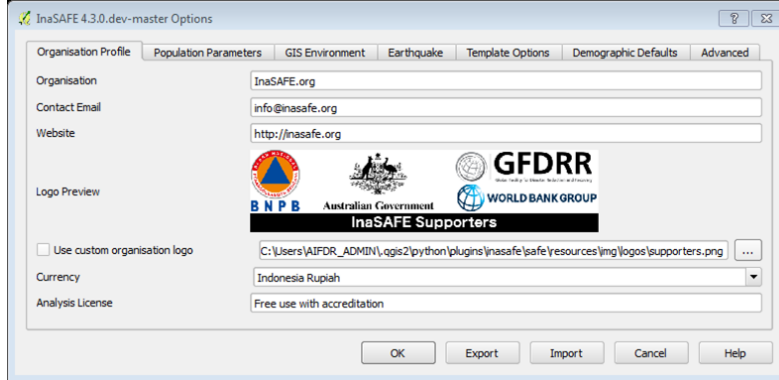 InaSAFE 4.3.0.dev-master Options
Organisation Profile Population Parameters GIS Environment Earthquake Template Options Demographic Defaults Advanced
Organisation InaSAFE.org
Contact Email info@inasafe.org
Website http://inasafe.org
Logo Preview
BNPB
Australian Government
GFDRR
WORLD BANK GROUP
InaSAFE Supporters
Use custom organisation logo C:\Users\AIFDR_ADMIN\.qgis2\python\plugins\inasafe\safe\resources\img\logos\supporters.png ...
Currency Indonesia Rupiah
Analysis License Free use with accreditation
OK Export Import Cancel Help